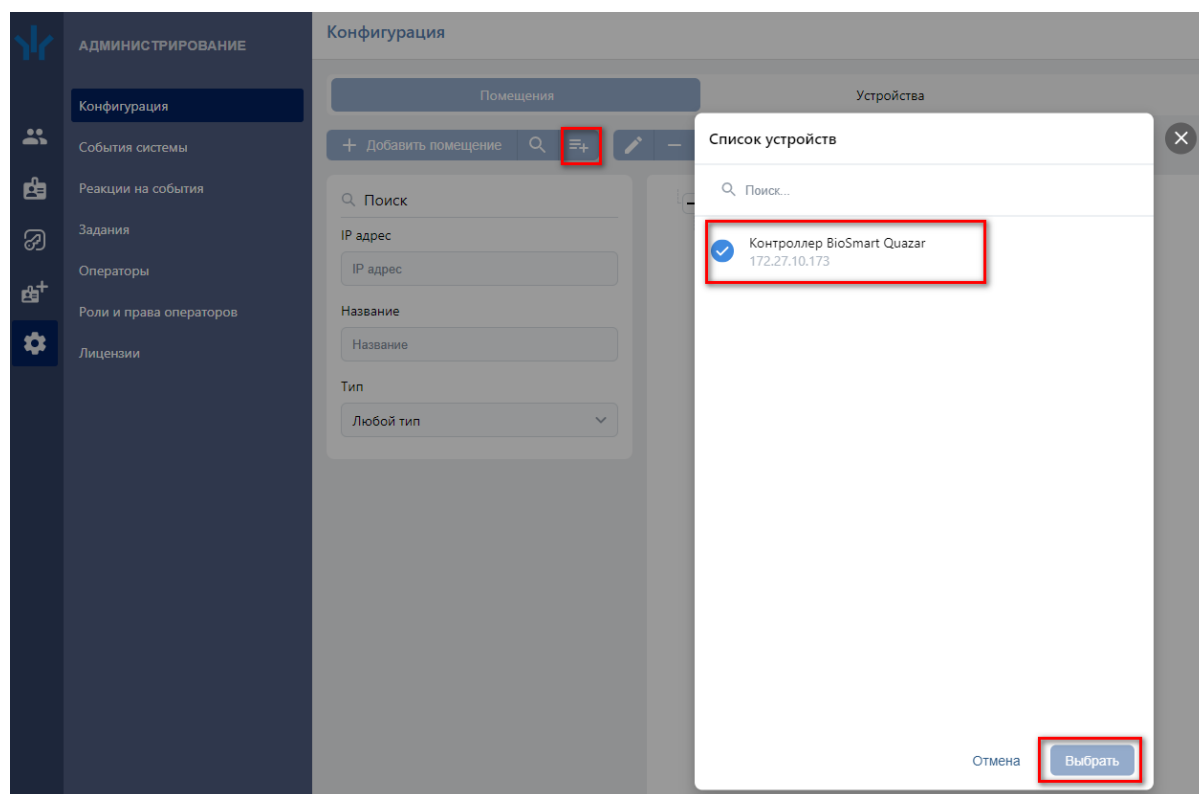 АДМИНИСТРИРОВАНИЕ
Конфигурация
События системы
Реакции на события
Задания
Операторы
Роли и права операторов
Лицензии
Конфигурация
Помещения
Устройства
Добавить помещение
Поиск
IP адрес
IP адрес
Название
Название
Тип
Любой тип
Список устройств
Поиск...
Контроллер BioSmart Quazar
172.27.10.173
Отмена
Выбрать